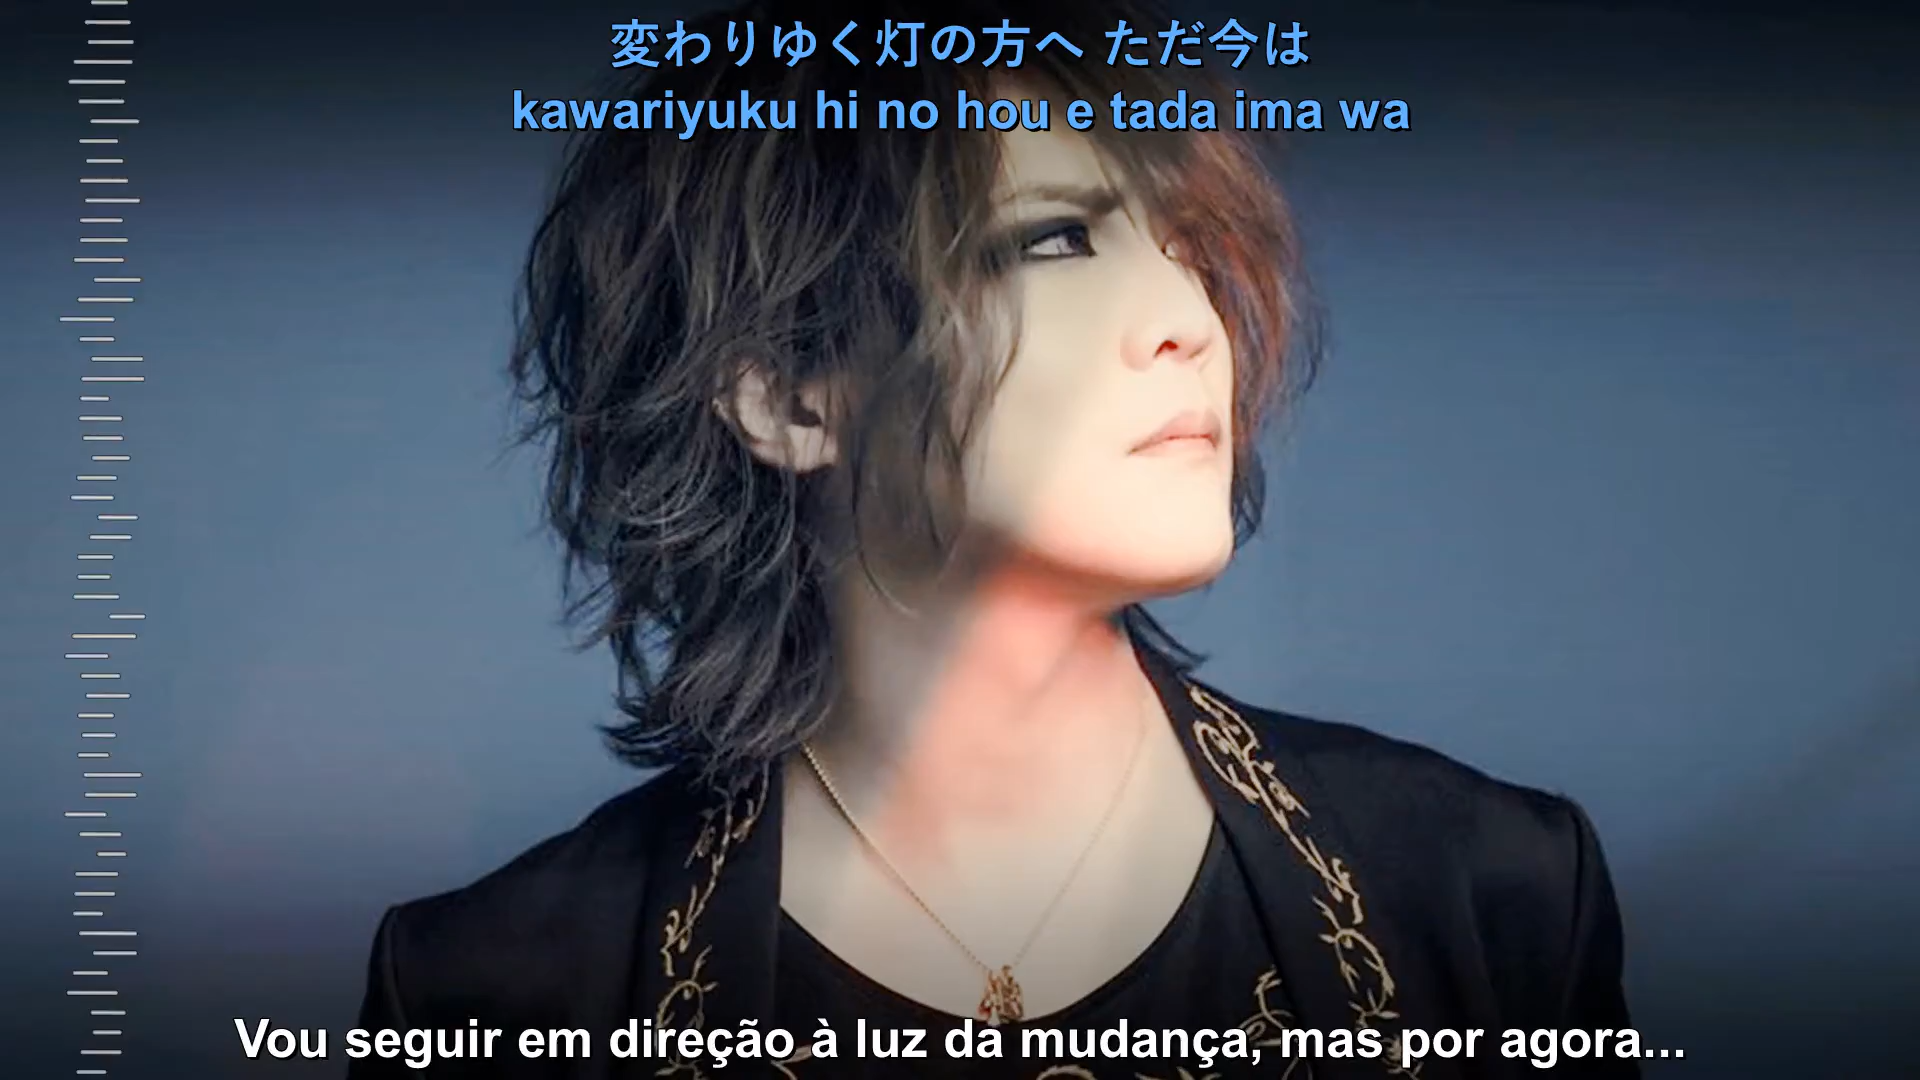 変わりゆく灯の方へ ただ今は
kawariyuku hi no hou e tada ima wa
Vou seguir em direção à luz da mudança, mas por agora...